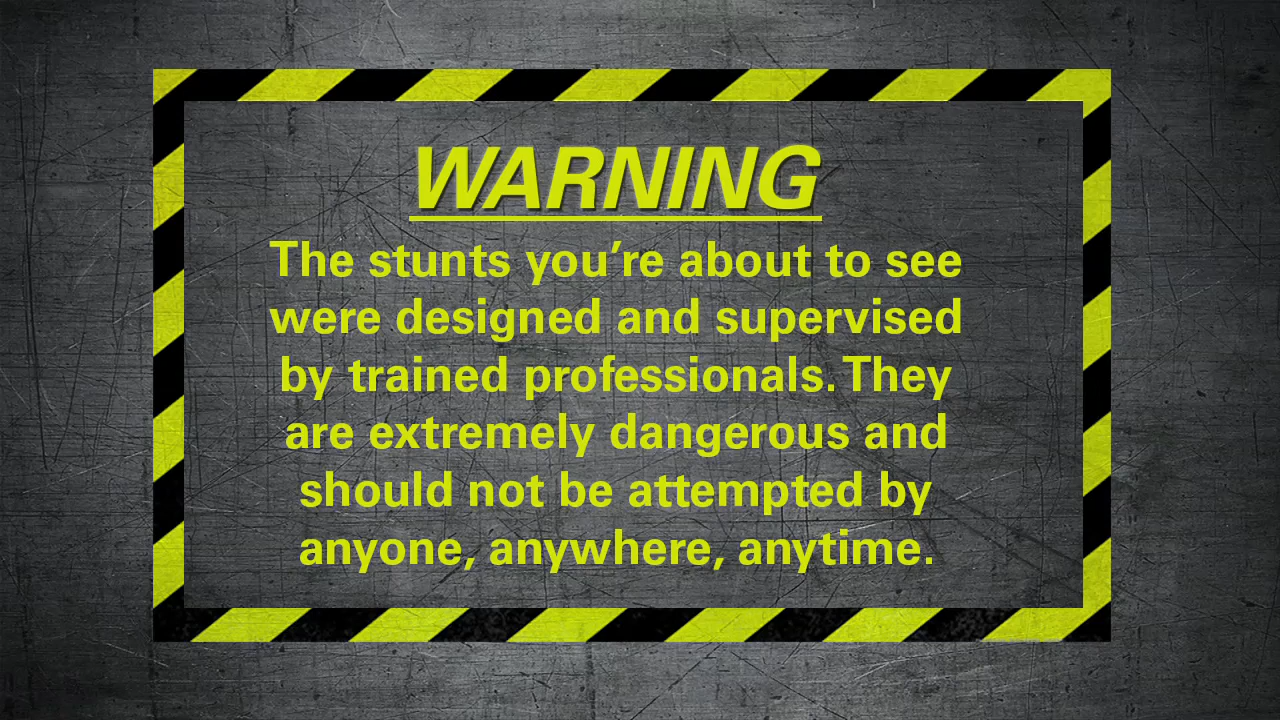 WARNING
The stunts you’re about to see
were designed and supervised
by trained professionals. They
are extremely dangerous and
should not be attempted by
anyone, anywhere, anytime.